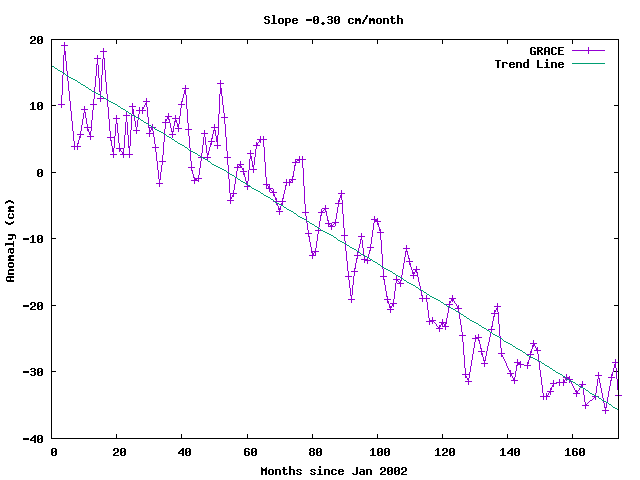 Slope -0.30 cm/month
GRACE
Trend Line
20
10
0
-10
-20
-30
-40
Anomaly (cm)
0 20 40 60 80 100 120 140 160
Months since Jan 2002